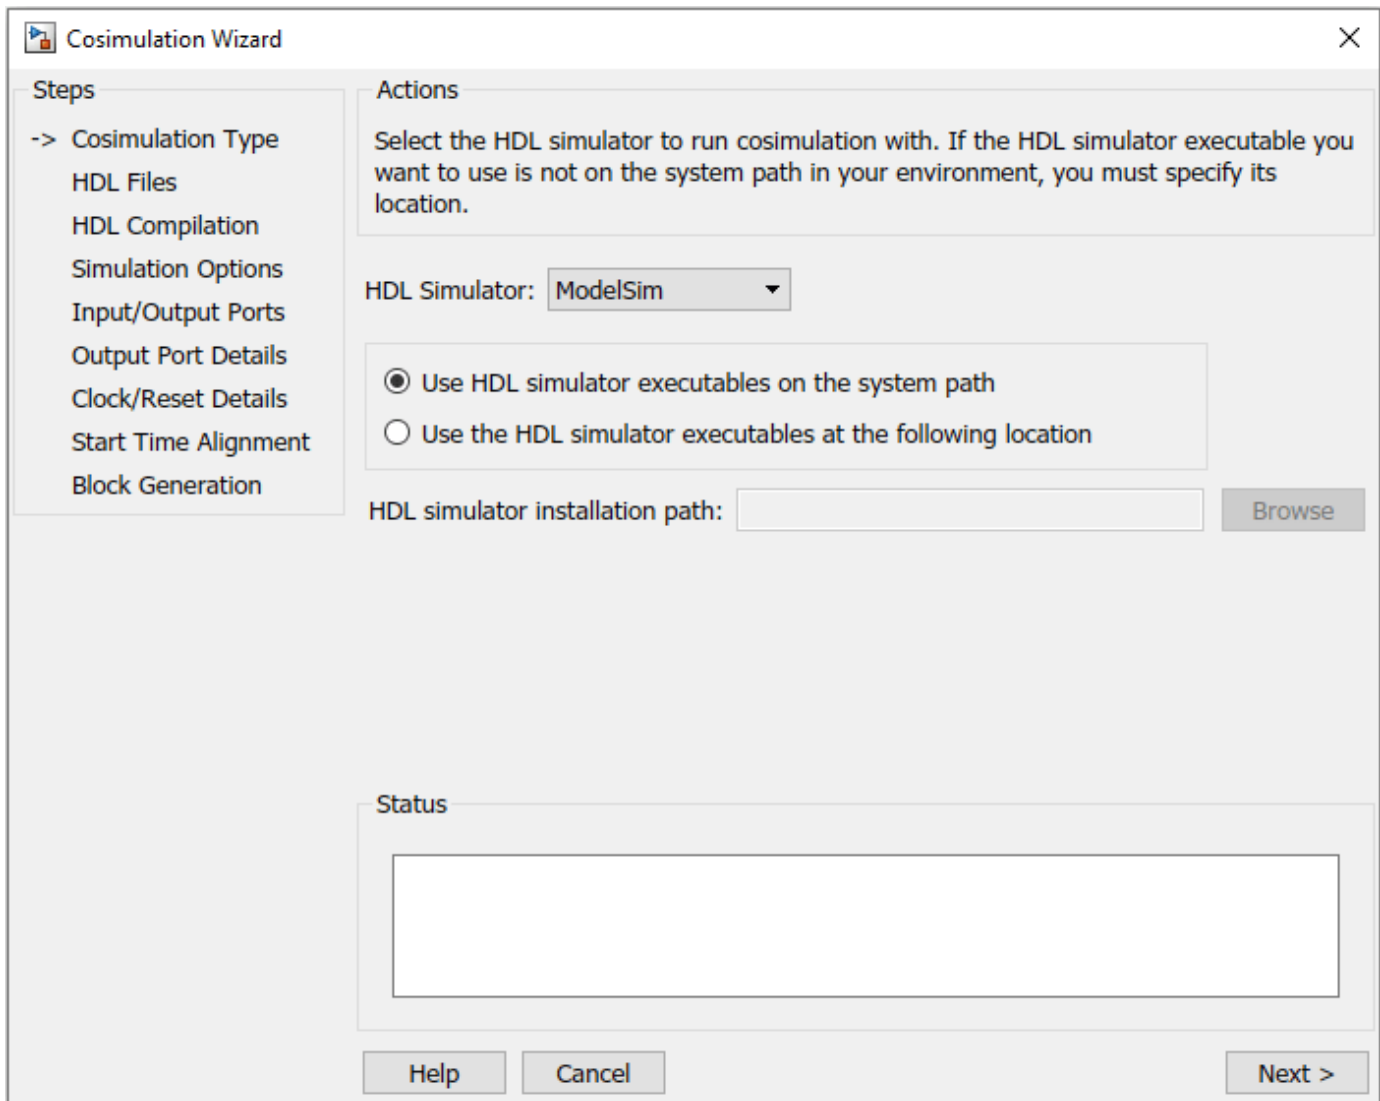 Cosimulation Wizard
Steps
-> Cosimulation Type
HDL Files
HDL Compilation
Simulation Options
Input/Output Ports
Output Port Details
Clock/Reset Details
Start Time Alignment
Block Generation
Actions
Select the HDL simulator to run cosimulation with. If the HDL simulator executable you
want to use is not on the system path in your environment, you must specify its
location.
HDL Simulator: ModelSim
Use HDL simulator executables on the system path
Use the HDL simulator executables at the following location
HDL simulator installation path: Browse
Status
Help Cancel Next >